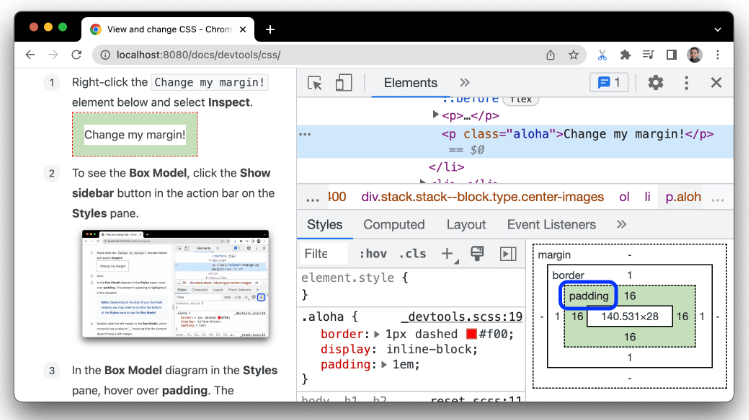 View and change CSS - Chrom
localhost:8080/docs/devtools/css/
1 Right-click the Change my margin!
element below and select Inspect.
Change my margin!
2 To see the Box Model, click the Show
sidebar button in the action bar on the
Styles pane.
3 In the Box Model diagram in the Styles
pane, hover over padding. The
Elements
1
::before flex
<p>…</p>
<p class="aloha">Change my margin!</p>
== $0
</li>
… 400 div.stack.stack--block.type.center-images ol li p.aloh …
Styles Computed Layout Event Listeners
Filte :hov .cls
element.style {
}
.aloha { _devtools.scss:19
border: 1px dashed #f00;
display: inline-block;
padding: 1em;
}
body, h1, h2, reset.scss:11
margin -
border 1
padding 16
- 1 16 140.531×28 16 1 -
16
1
-